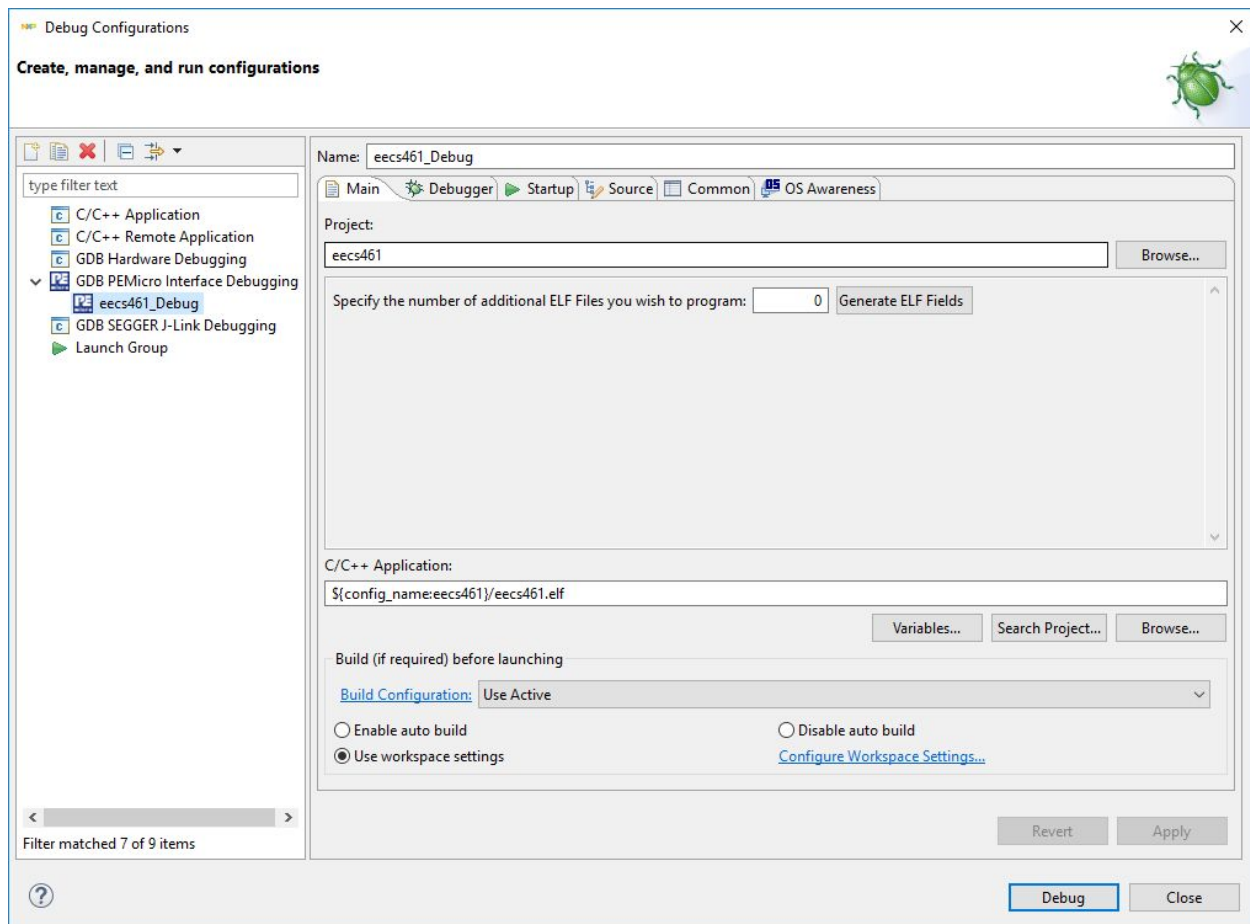 Debug Configurations
Create, manage, and run configurations
type filter text
C/C++ Application
C/C++ Remote Application
GDB Hardware Debugging
GDB PEMicro Interface Debugging
eecs461_Debug
GDB SEGGER J-Link Debugging
Launch Group
Filter matched 7 of 9 items
Name: eecs461_Debug
Main Debugger Startup Source Common OS Awareness
Project:
eecs461 Browse...
Specify the number of additional ELF Files you wish to program: 0 Generate ELF Fields
C/C++ Application:
${config_name:eecs461}/eecs461.elf
Variables... Search Project... Browse...
Build (if required) before launching
Build Configuration: Use Active
Enable auto build Disable auto build
Use workspace settings Configure Workspace Settings...
Revert Apply
Debug Close